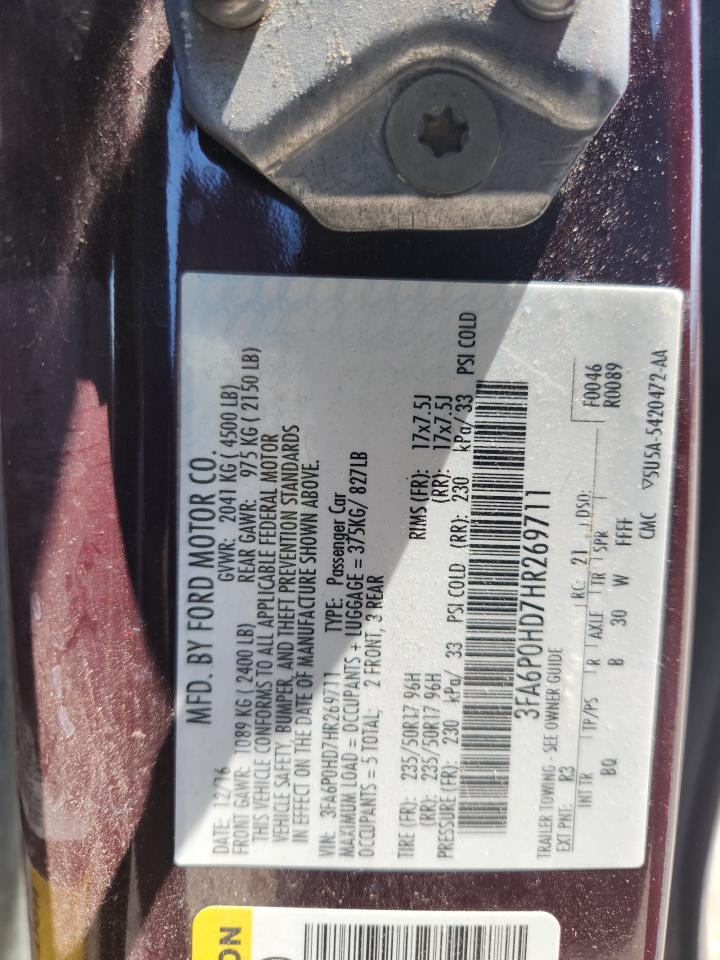 MFD. BY FORD MOTOR CO.
DATE: 12/16 GVWR: 2041 KG ( 4500 LB)
FRONT GAWR: 1089 KG ( 2400 LB) REAR GAWR: 975 KG ( 2150 LB)
THIS VEHICLE CONFORMS TO ALL APPLICABLE FEDERAL MOTOR
VEHICLE SAFETY, BUMPER, AND THEFT PREVENTION STANDARDS
IN EFFECT ON THE DATE OF MANUFACTURE SHOWN ABOVE.
VIN: 3FA6P0HD7HR269711 TYPE: Passenger Car
MAXIMUM LOAD = OCCUPANTS + LUGGAGE = 375KG/ 827LB
OCCUPANTS = 5 TOTAL: 2 FRONT, 3 REAR
TIRE (FR): 235/50R17 96H RIMS (FR): 17x7.5J
(RR): 235/50R17 96H (RR): 17x7.5J
PRESSURE (FR): 230 kPa/ 33 PSI COLD (RR): 230 kPa/ 33 PSI COLD
3FA6P0HD7HR269711
TRAILER TOWING - SEE OWNER GUIDE F0046
EXT PNT: R3 RC: 21 DSO: R0089
INT TR TP/PS R AXLE TR SPR
BQ B 30 W FFFF
CMC ▽5U5A-5420472-AA